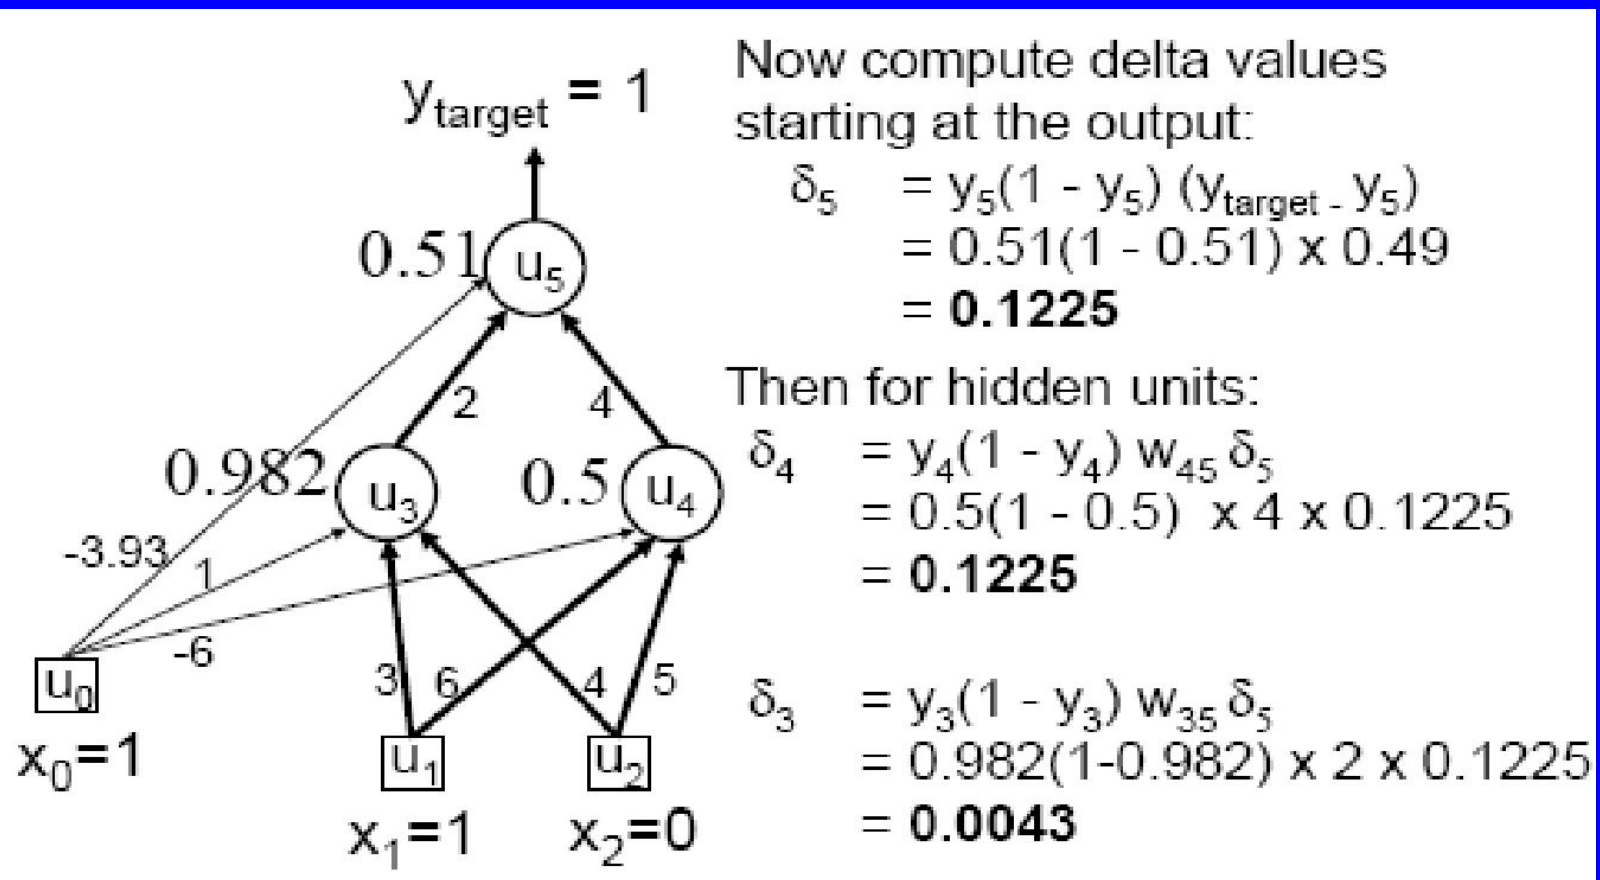 y_target = 1
0.51
u5
2
4
0.982
u3
0.5
u4
-3.93
1
-6
3
6
4
5
u0
x0=1
u1
u2
x1=1
x2=0
Now compute delta values
starting at the output:
δ5 = y5(1 - y5) (y_target - y5)
= 0.51(1 - 0.51) x 0.49
= 0.1225
Then for hidden units:
δ4 = y4(1 - y4) w45 δ5
= 0.5(1 - 0.5) x 4 x 0.1225
= 0.1225
δ3 = y3(1 - y3) w35 δ5
= 0.982(1-0.982) x 2 x 0.1225
= 0.0043